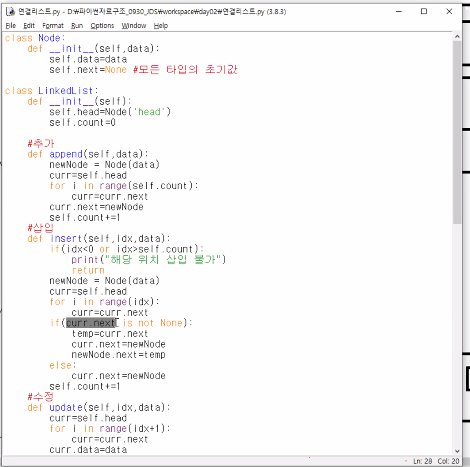 연결리스트.py - D:₩파이썬자료구조_0930_JDS₩workspace₩day02₩연결리스트.py (3.8.3)
File Edit Format Run Options Window Help
class Node:
    def __init__(self,data):
        self.data=data
        self.next=None #모든 타입의 초기값
class LinkedList:
    def __init__(self):
        self.head=Node('head')
        self.count=0
    #추가
    def append(self,data):
        newNode = Node(data)
        curr=self.head
        for i in range(self.count):
            curr=curr.next
        curr.next=newNode
        self.count+=1
    #삽입
    def insert(self,idx,data):
        if(idx<0 or idx>self.count):
            print("해당 위치 삽입 불가")
            return
        newNode = Node(data)
        curr=self.head
        for i in range(idx):
            curr=curr.next
        if(curr.next is not None):
            temp=curr.next
            curr.next=newNode
            newNode.next=temp
        else:
            curr.next=newNode
        self.count+=1
    #수정
    def update(self,idx,data):
        curr=self.head
        for i in range(idx+1):
            curr=curr.next
        curr.data=data
Ln: 28 Col: 20